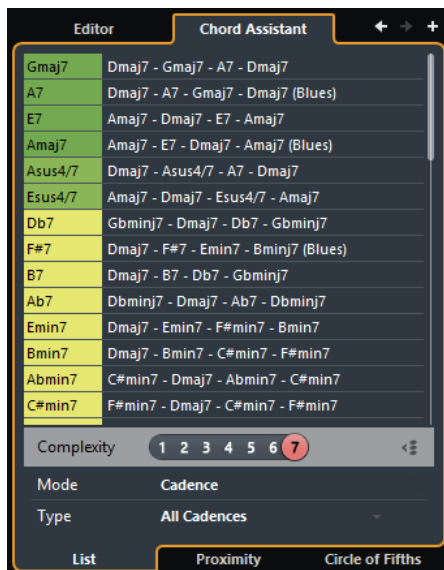 Editor Chord Assistant
Gmaj7 Dmaj7 - Gmaj7 - A7 - Dmaj7
A7 Dmaj7 - A7 - Gmaj7 - Dmaj7 (Blues)
E7 Amaj7 - Dmaj7 - E7 - Amaj7
Amaj7 Amaj7 - E7 - Dmaj7 - Amaj7 (Blues)
Asus4/7 Dmaj7 - Asus4/7 - A7 - Dmaj7
Esus4/7 Amaj7 - Dmaj7 - Esus4/7 - Amaj7
Db7 Gbminj7 - Dmaj7 - Db7 - Gbminj7
F#7 Dmaj7 - F#7 - Emin7 - Bminj7 (Blues)
B7 Dmaj7 - B7 - Db7 - Gbminj7
Ab7 Dbminj7 - Dmaj7 - Ab7 - Dbminj7
Emin7 Dmaj7 - Emin7 - F#min7 - Bmin7
Bmin7 Dmaj7 - Bmin7 - C#min7 - F#min7
Abmin7 C#min7 - Dmaj7 - Abmin7 - C#min7
C#min7 F#min7 - Dmaj7 - C#min7 - F#min7
Complexity 1 2 3 4 5 6 7
Mode Cadence
Type All Cadences
List Proximity Circle of Fifths